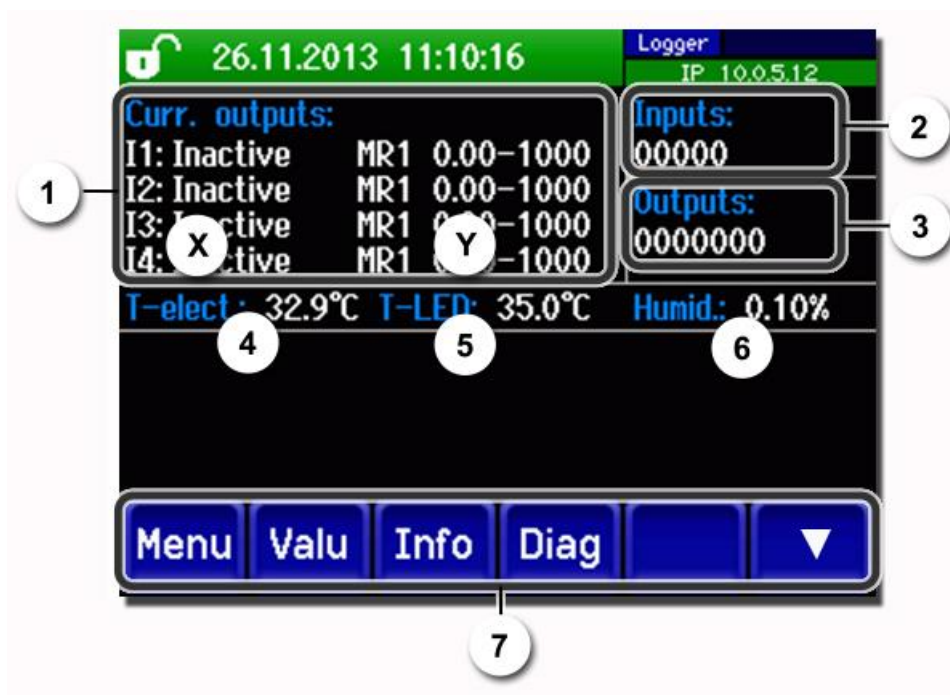 26.11.2013 11:10:16
Logger
IP 10.0.5.12
Curr. outputs:
I1: Inactive MR1 0.00-1000
I2: Inactive MR1 0.00-1000
I3: MR1 -1000
I4: MR1 -1000
X
Y
Inputs:
00000
Outputs:
0000000
T-elect.: 32.9°C T-LED: 35.0°C Humid.: 0.10%
Menu Valu Info Diag ▼
1
2
3
4
5
6
7